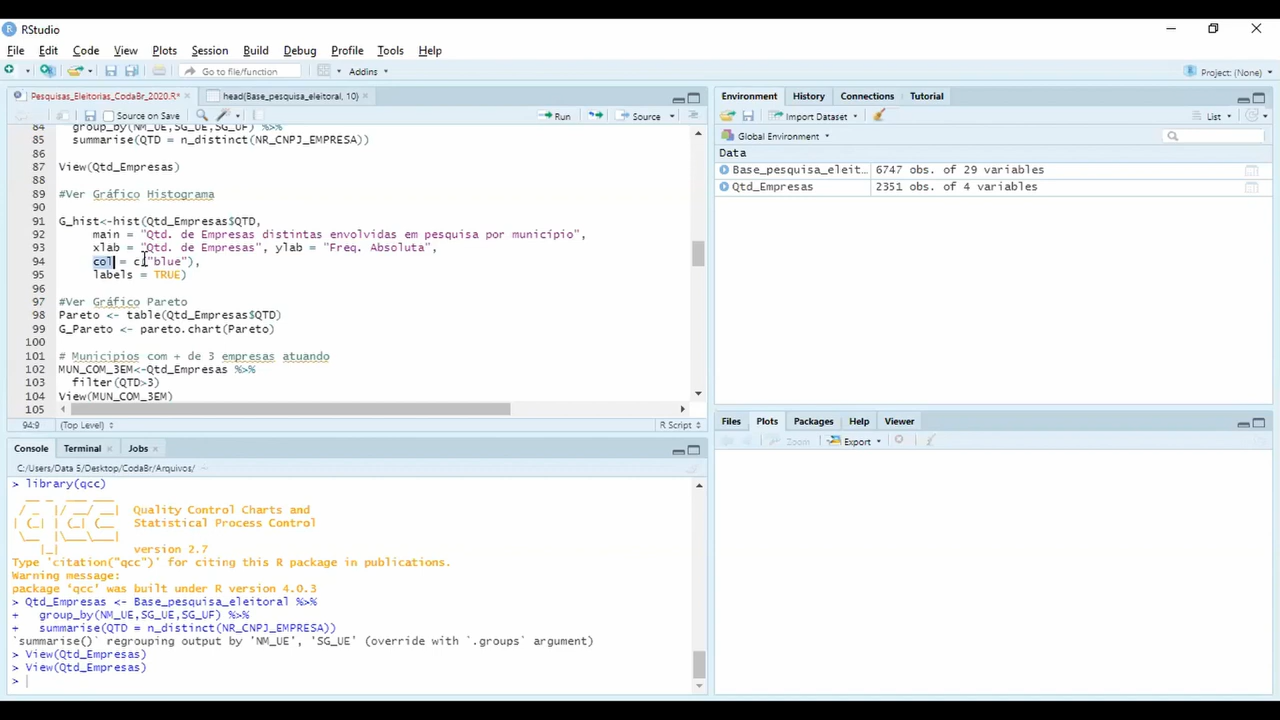 RStudio
File Edit Code View Plots Session Build Debug Profile Tools Help
Go to file/function Addins Project: (None)
Pesquisas_Eleitorias_CodaBr_2020.R* head(Base_pesquisa_eleitoral, 10)
Source on Save Run Source
84 group_by(NM_UE,SG_UE,SG_UF) %>%
85 summarise(QTD = n_distinct(NR_CNPJ_EMPRESA))
86
87 View(Qtd_Empresas)
88
89 #Ver Gráfico Histograma
90
91 G_hist<-hist(Qtd_Empresas$QTD,
92 main = "Qtd. de Empresas distintas envolvidas em pesquisa por município",
93 xlab = "Qtd. de Empresas", ylab = "Freq. Absoluta",
94 col = c("blue"),
95 labels = TRUE)
96
97 #Ver Gráfico Pareto
98 Pareto <- table(Qtd_Empresas$QTD)
99 G_Pareto <- pareto.chart(Pareto)
100
101 # Municipios com + de 3 empresas atuando
102 MUN_COM_3EM<-Qtd_Empresas %>%
103 filter(QTD>3)
104 View(MUN_COM_3EM)
105
94:9 (Top Level) R Script
Console Terminal Jobs
C:/Users/Data 5/Desktop/CodaBr/Arquivos/
> library(qcc)
Quality Control Charts and
Statistical Process Control
version 2.7
Type 'citation("qcc")' for citing this R package in publications.
Warning message:
package ‘qcc’ was built under R version 4.0.3
> Qtd_Empresas <- Base_pesquisa_eleitoral %>%
+ group_by(NM_UE,SG_UE,SG_UF) %>%
+ summarise(QTD = n_distinct(NR_CNPJ_EMPRESA))
`summarise()` regrouping output by 'NM_UE', 'SG_UE' (override with `.groups` argument)
> View(Qtd_Empresas)
> View(Qtd_Empresas)
>
Environment History Connections Tutorial
Import Dataset List
Global Environment
Data
Base_pesquisa_eleit… 6747 obs. of 29 variables
Qtd_Empresas 2351 obs. of 4 variables
Files Plots Packages Help Viewer
Zoom Export